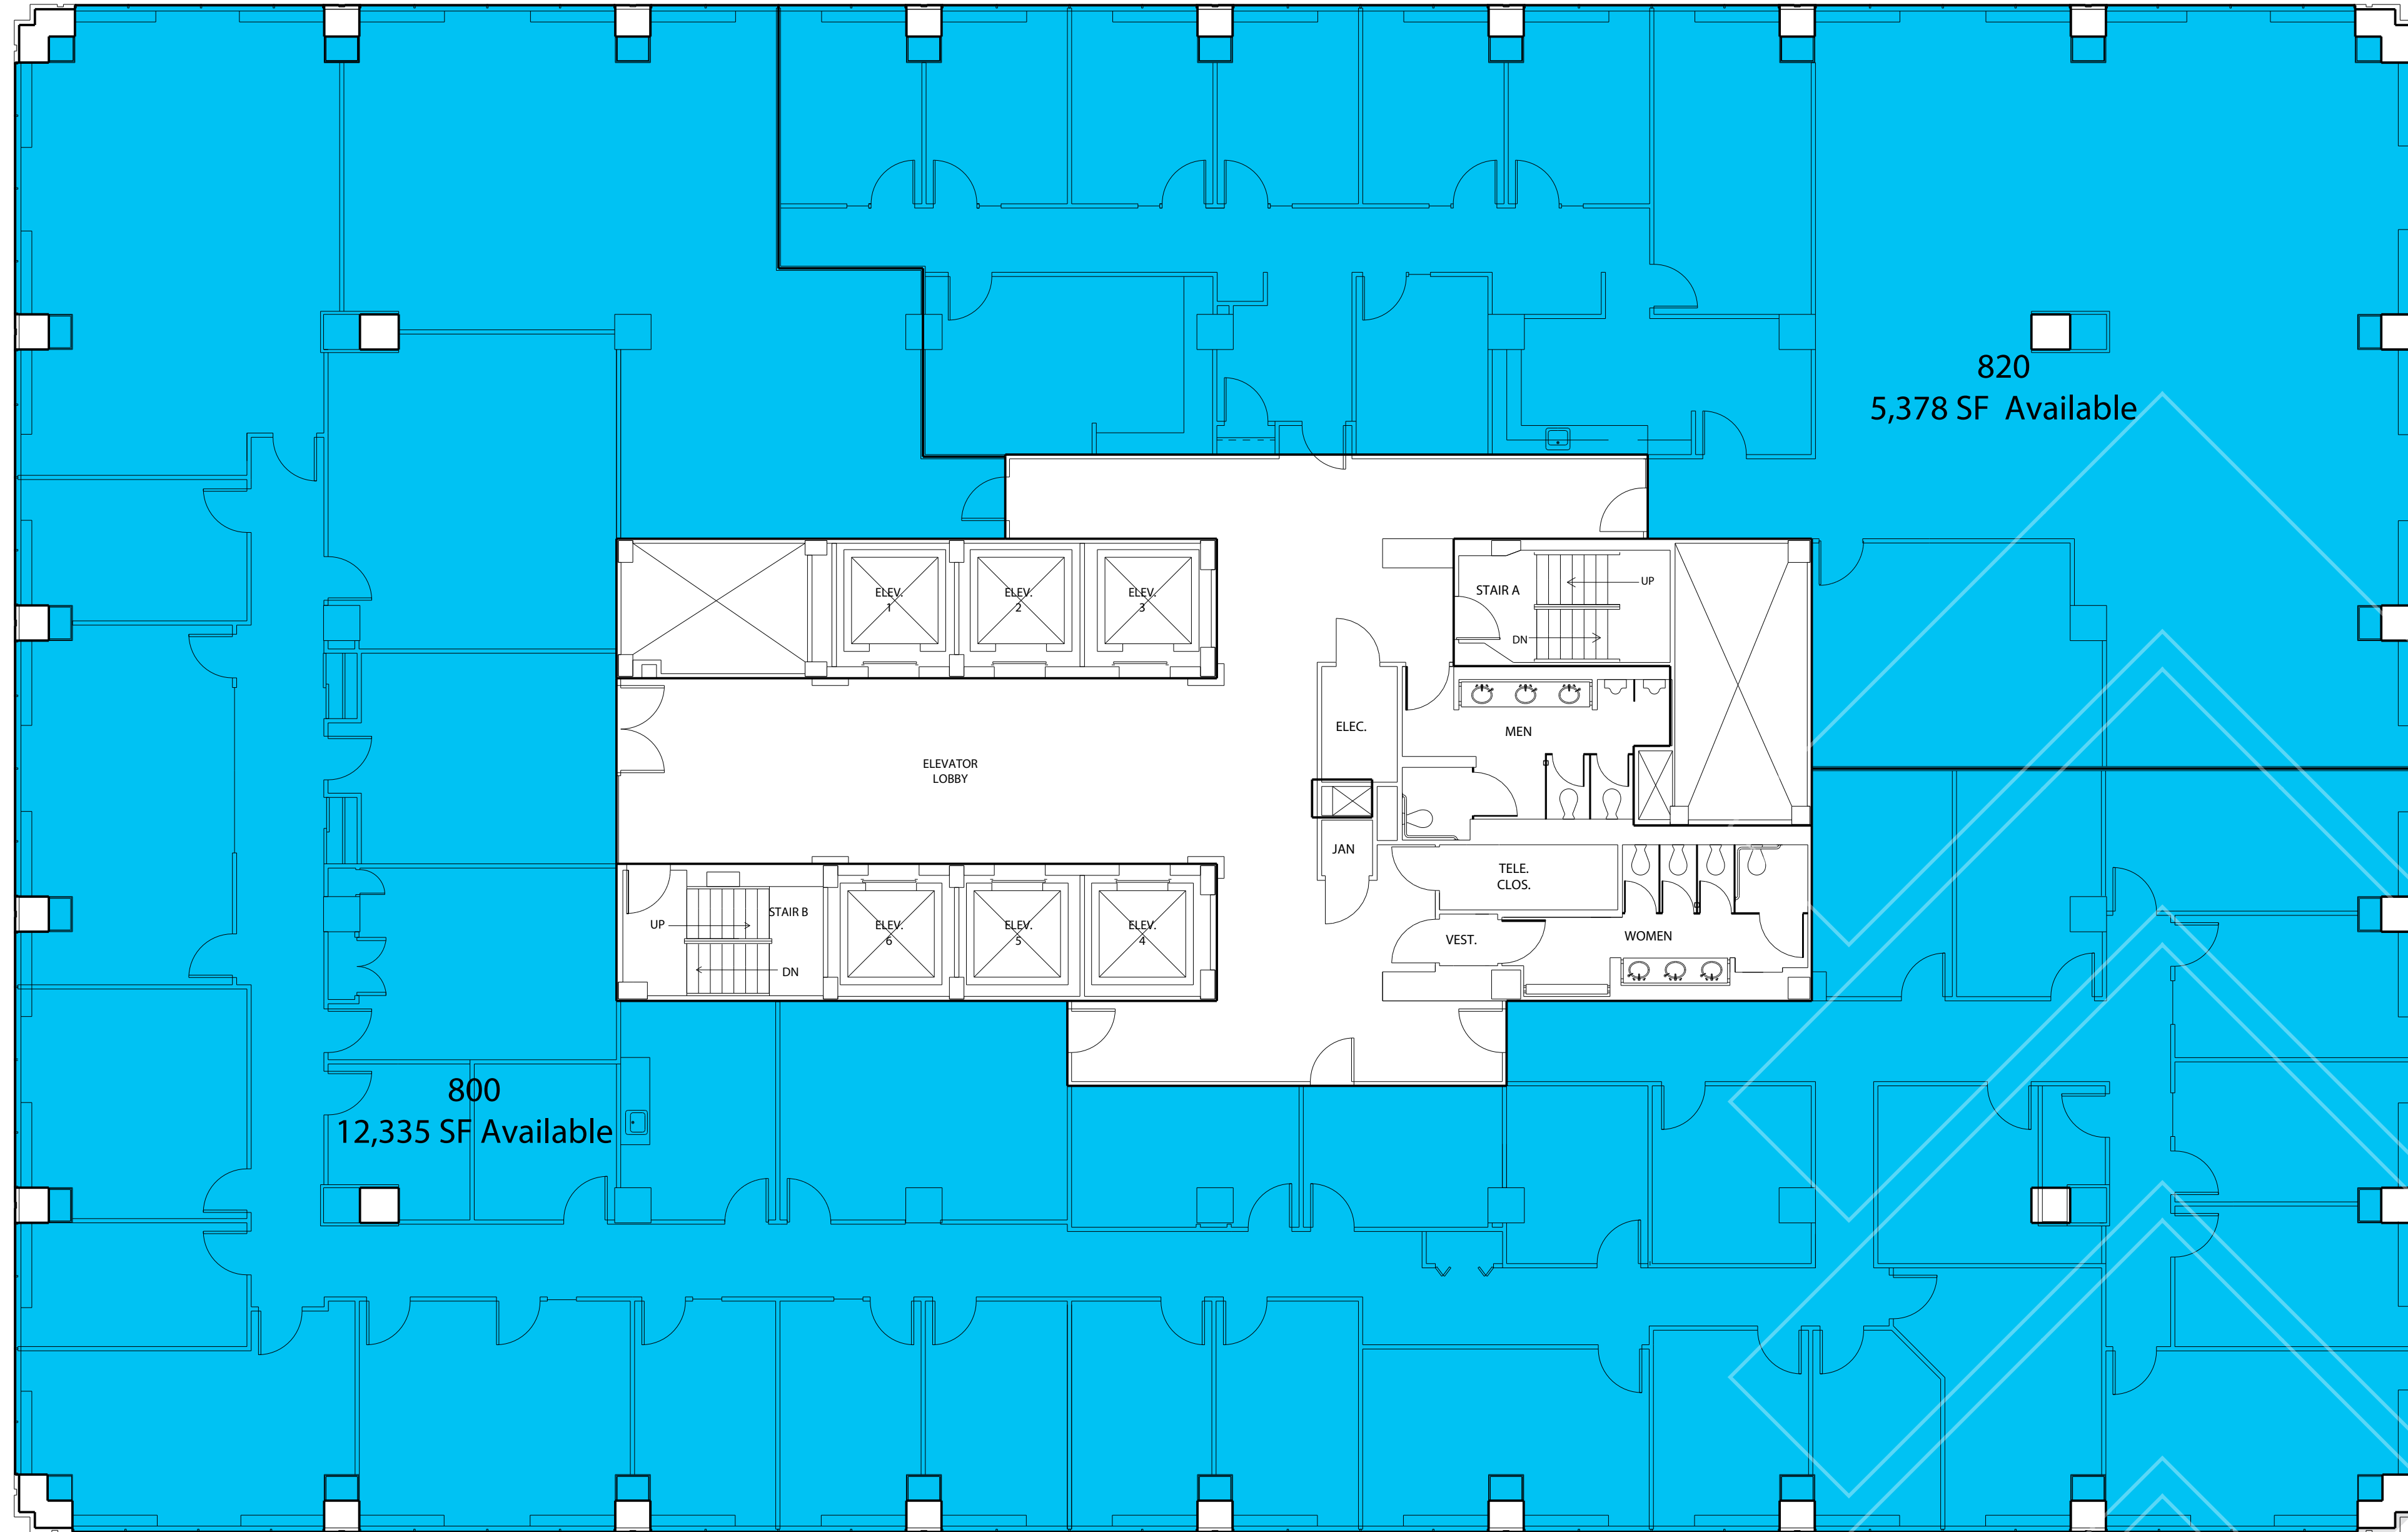 820
5,378 SF Available
ELEV.
1
ELEV.
2
ELEV.
3
STAIR A
UP
DN
ELEC.
MEN
ELEVATOR
LOBBY
JAN
TELE.
CLOS.
STAIR B
UP
DN
ELEV.
6
ELEV.
5
ELEV.
4
VEST.
WOMEN
800
12,335 SF Available